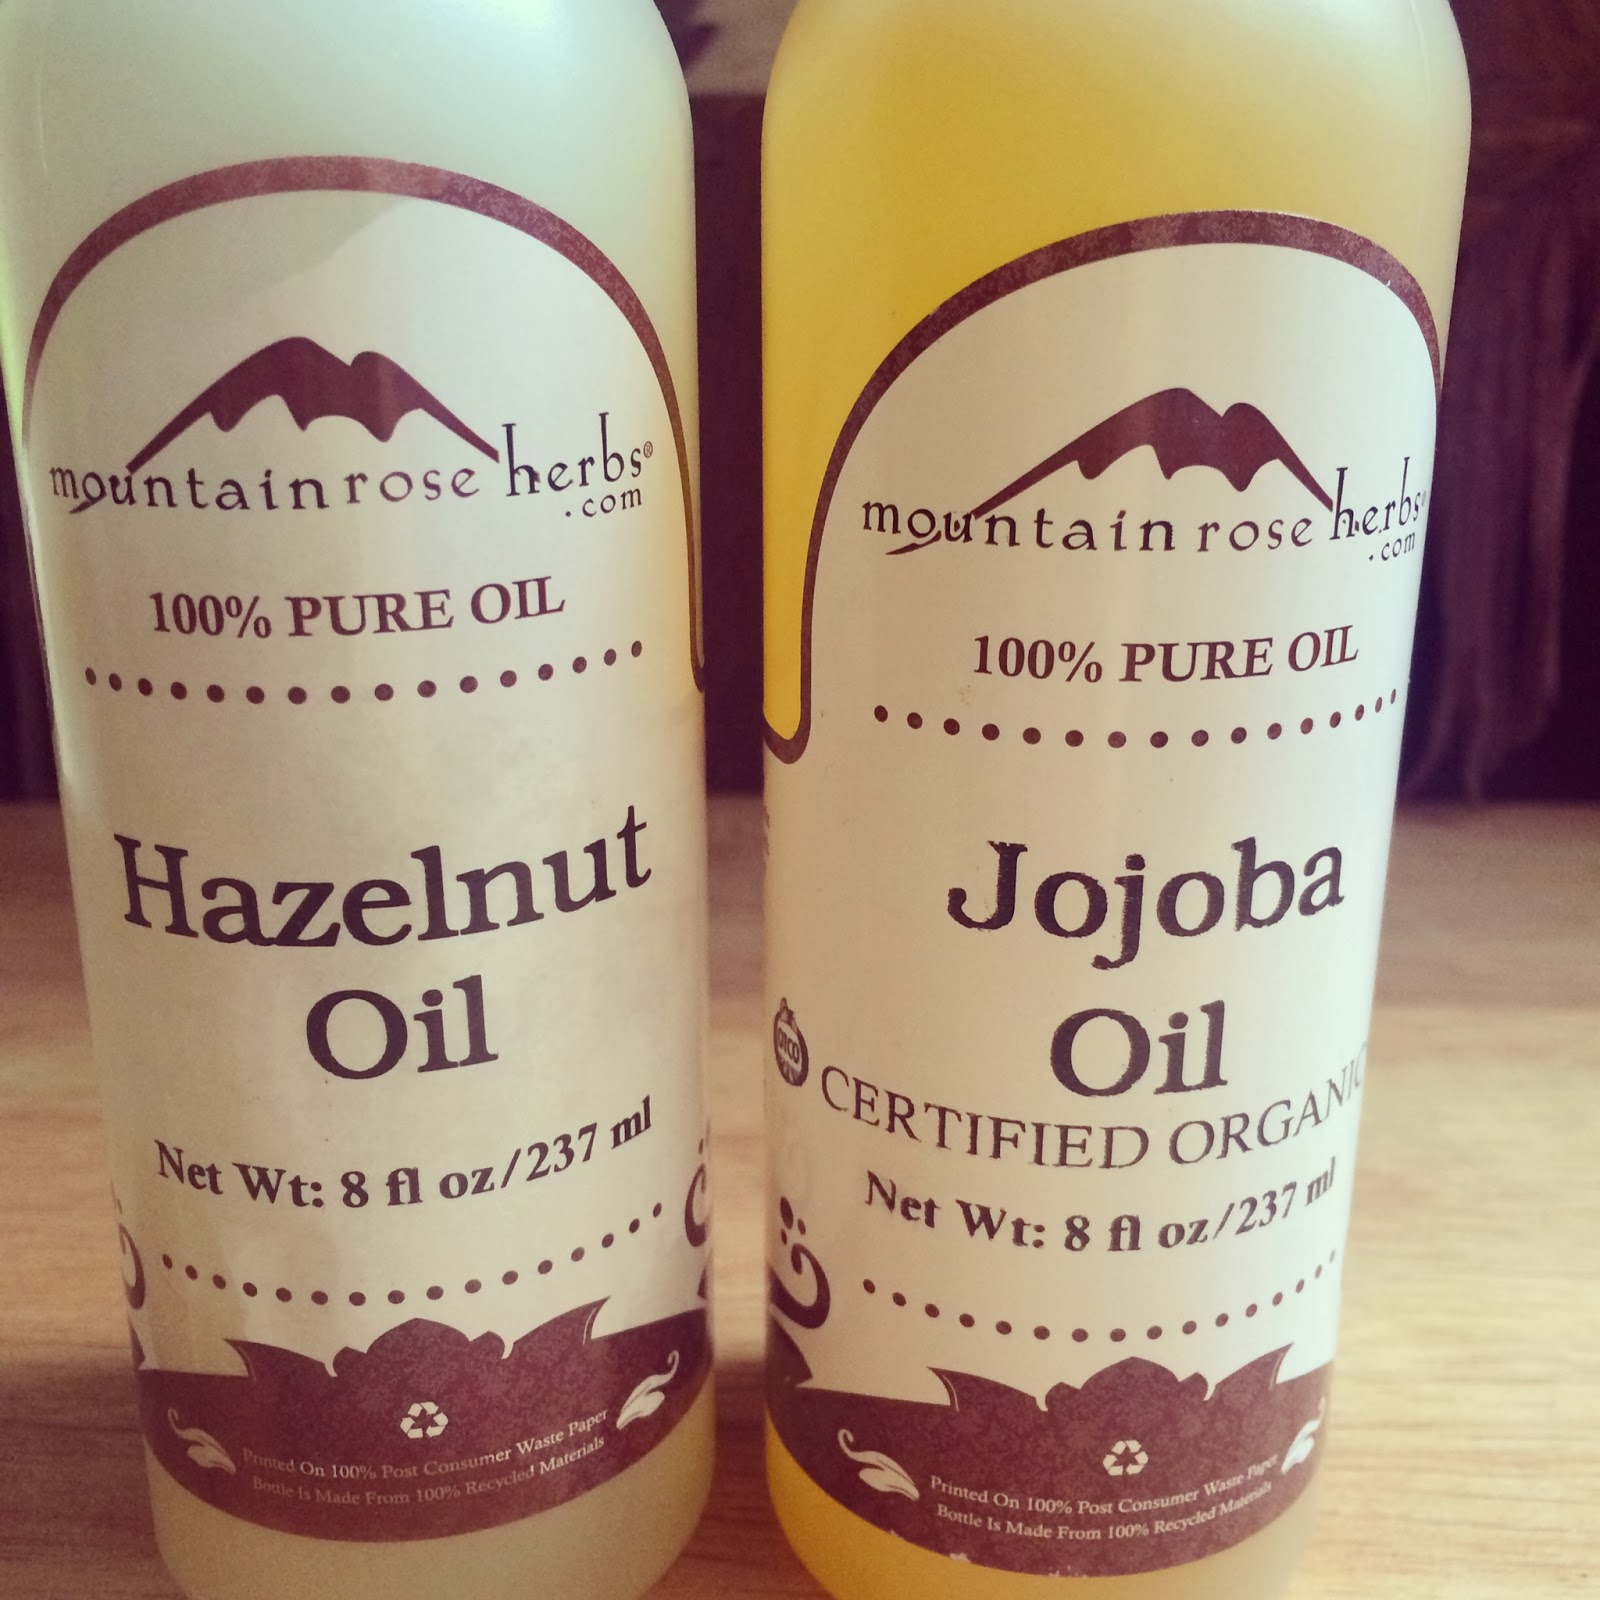 mountain rose herbs®
.com
100% PURE OIL
Hazelnut
Oil
Net Wt: 8 fl oz/237 ml
Printed On 100% Post Consumer Waste Paper
Bottle Is Made From 100% Recycled Materials
mountain rose herbs®
.com
100% PURE OIL
Jojoba
Oil
OTCO
CERTIFIED ORGANIC
Net Wt: 8 fl oz/237 ml
Printed On 100% Post Consumer Waste Paper
Bottle Is Made From 100% Recycled Materials